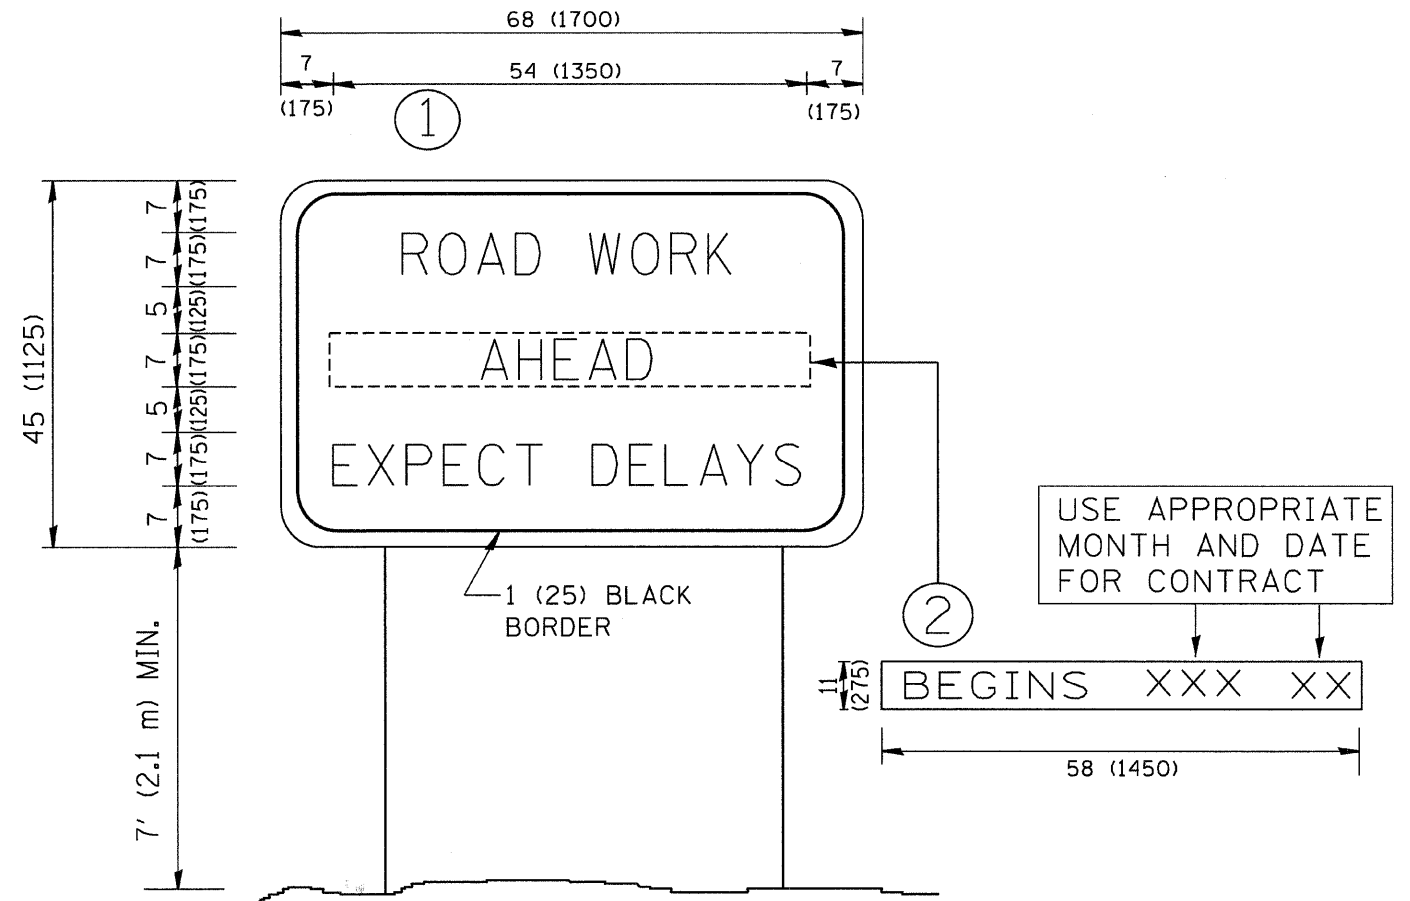 68 (1700)
7
54 (1350)
7
(175)
(175)
1
45 (1125)
7 (175)
7 (175)
5 (125)
7 (175)
5 (125)
7 (175)
7 (175)
ROAD WORK
AHEAD
EXPECT DELAYS
1 (25) BLACK
BORDER
7' (2.1 m) MIN.
USE APPROPRIATE
MONTH AND DATE
FOR CONTRACT
2
11
(275)
BEGINS XXX XX
58 (1450)